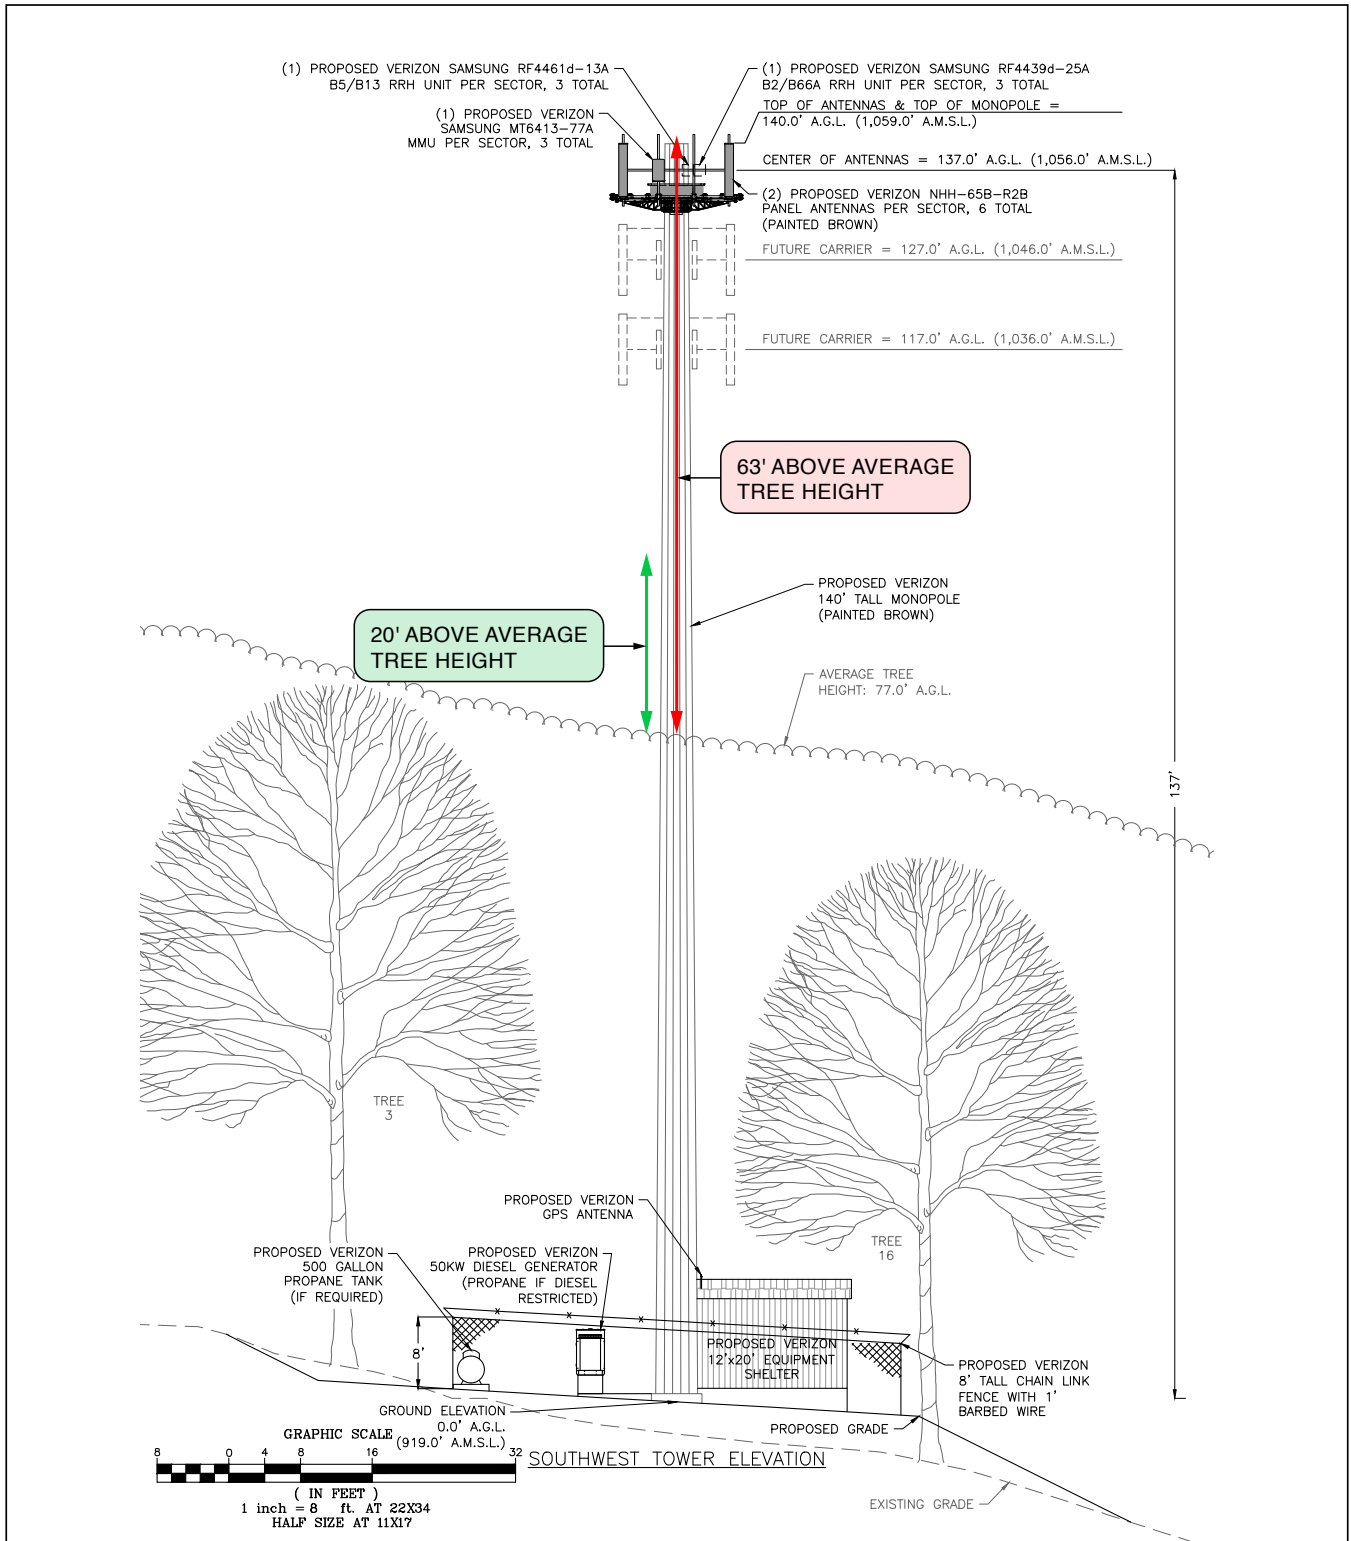 (1) PROPOSED VERIZON SAMSUNG RF4461d-13A
B5/B13 RRH UNIT PER SECTOR, 3 TOTAL
(1) PROPOSED VERIZON
SAMSUNG MT6413-77A
MMU PER SECTOR, 3 TOTAL
(1) PROPOSED VERIZON SAMSUNG RF4439d-25A
B2/B66A RRH UNIT PER SECTOR, 3 TOTAL
TOP OF ANTENNAS & TOP OF MONOPOLE =
140.0' A.G.L. (1,059.0' A.M.S.L.)
CENTER OF ANTENNAS = 137.0' A.G.L. (1,056.0' A.M.S.L.)
(2) PROPOSED VERIZON NHH-65B-R2B
PANEL ANTENNAS PER SECTOR, 6 TOTAL
(PAINTED BROWN)
FUTURE CARRIER = 127.0' A.G.L. (1,046.0' A.M.S.L.)
FUTURE CARRIER = 117.0' A.G.L. (1,036.0' A.M.S.L.)
63' ABOVE AVERAGE
TREE HEIGHT
PROPOSED VERIZON
140' TALL MONOPOLE
(PAINTED BROWN)
20' ABOVE AVERAGE
TREE HEIGHT
AVERAGE TREE
HEIGHT: 77.0' A.G.L.
137'
TREE
3
TREE
16
PROPOSED VERIZON
GPS ANTENNA
PROPOSED VERIZON
500 GALLON
PROPANE TANK
(IF REQUIRED)
PROPOSED VERIZON
50KW DIESEL GENERATOR
(PROPANE IF DIESEL
RESTRICTED)
8'
PROPOSED VERIZON
12'x20' EQUIPMENT
SHELTER
PROPOSED VERIZON
8' TALL CHAIN LINK
FENCE WITH 1'
BARBED WIRE
GROUND ELEVATION
0.0' A.G.L.
(919.0' A.M.S.L.)
PROPOSED GRADE
EXISTING GRADE
SOUTHWEST TOWER ELEVATION
GRAPHIC SCALE
8 0 4 8 16 32
( IN FEET )
1 inch = 8 ft. AT 22X34
HALF SIZE AT 11X17